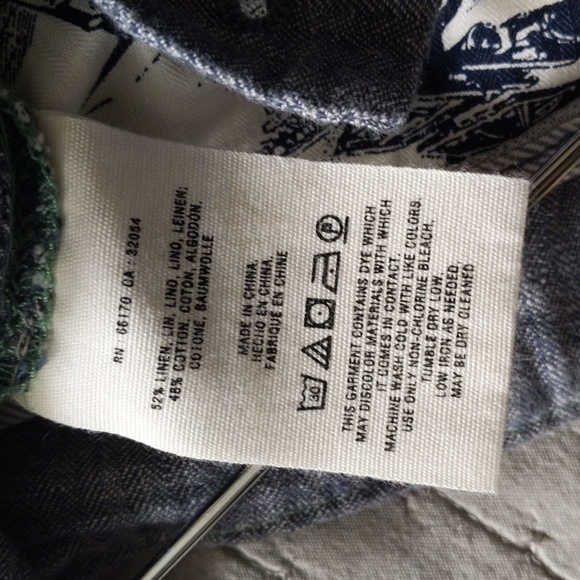 RN 66170 CA 32054
52% LINEN, LIN, LINO, LINO, LEINEN;
48% COTTON, COTON, ALGODON,
COTONE, BAUMWOLLE
MADE IN CHINA,
HECHO EN CHINA,
FABRIQUE EN CHINE
30 P
THIS GARMENT CONTAINS DYE WHICH
MAY DISCOLOR MATERIALS WITH WHICH
IT COMES IN CONTACT.
MACHINE WASH COLD WITH LIKE COLORS.
USE ONLY NON-CHLORINE BLEACH.
TUMBLE DRY LOW.
LOW IRON AS NEEDED.
MAY BE DRY CLEANED